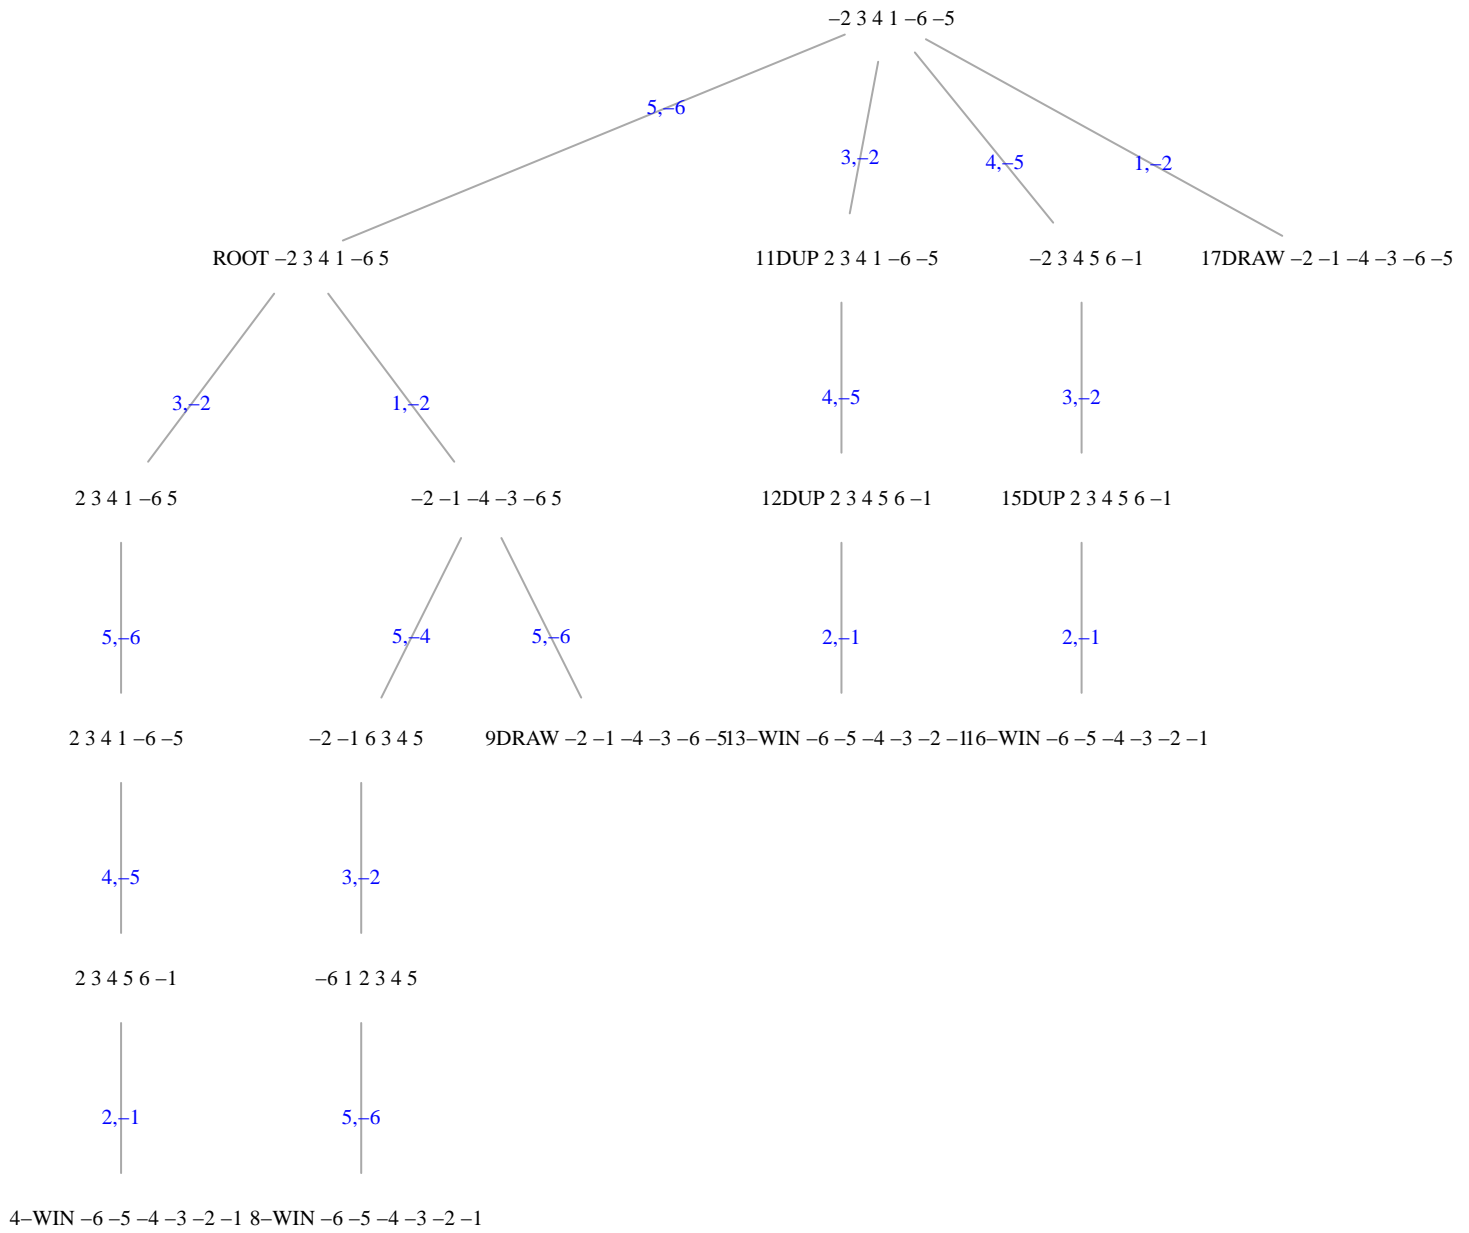 −2 3 4 1 −6 −5
5,−6
3,−2
4,−5
1,−2
ROOT −2 3 4 1 −6 5
11DUP 2 3 4 1 −6 −5
−2 3 4 5 6 −1
17DRAW −2 −1 −4 −3 −6 −5
3,−2
1,−2
4,−5
3,−2
2 3 4 1 −6 5
−2 −1 −4 −3 −6 5
12DUP 2 3 4 5 6 −1
15DUP 2 3 4 5 6 −1
5,−6
5,−4
5,−6
2,−1
2,−1
2 3 4 1 −6 −5
−2 −1 6 3 4 5
9DRAW −2 −1 −4 −3 −6 −5
13−WIN −6 −5 −4 −3 −2 −1
16−WIN −6 −5 −4 −3 −2 −1
4,−5
3,−2
2 3 4 5 6 −1
−6 1 2 3 4 5
2,−1
5,−6
4−WIN −6 −5 −4 −3 −2 −1
8−WIN −6 −5 −4 −3 −2 −1